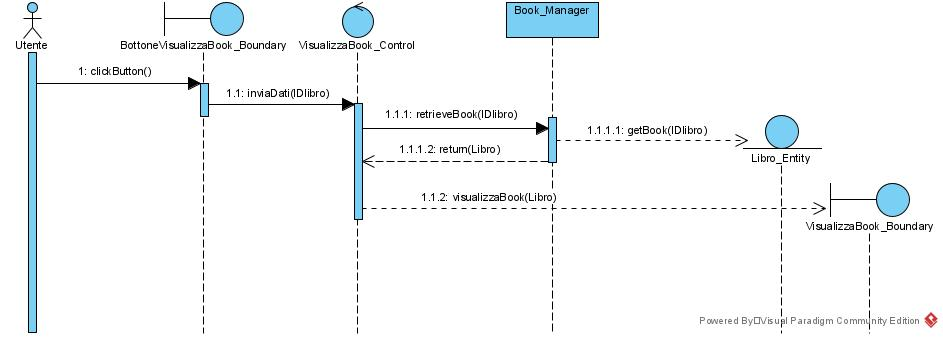 Book_Manager
Utente
BottoneVisualizzaBook_Boundary
VisualizzaBook_Control
1: clickButton()
1.1: inviaDati(IDlibro)
1.1.1: retrieveBook(IDlibro)
1.1.1.1: getBook(IDlibro)
1.1.1.2: return(Libro)
Libro_Entity
1.1.2: visualizzaBook(Libro)
VisualizzaBook_Boundary
Powered By Visual Paradigm Community Edition